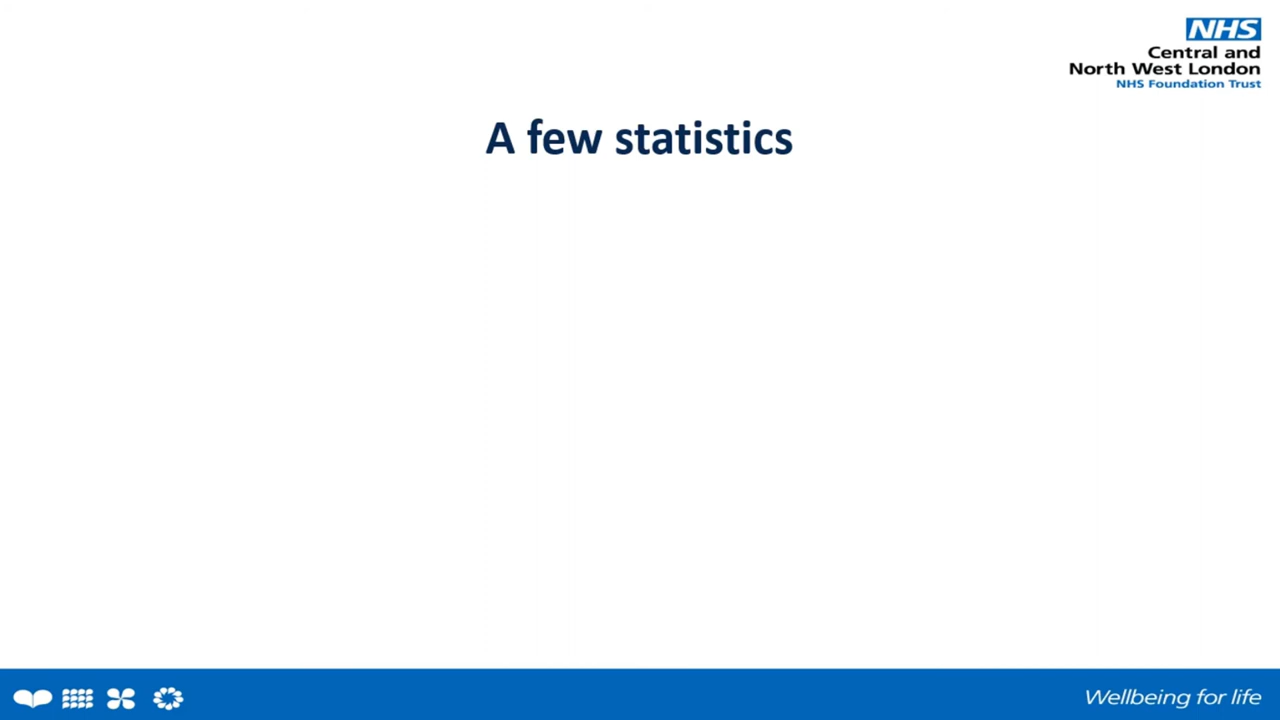 NHS
Central and
North West London
NHS Foundation Trust
A few statistics
Wellbeing for life